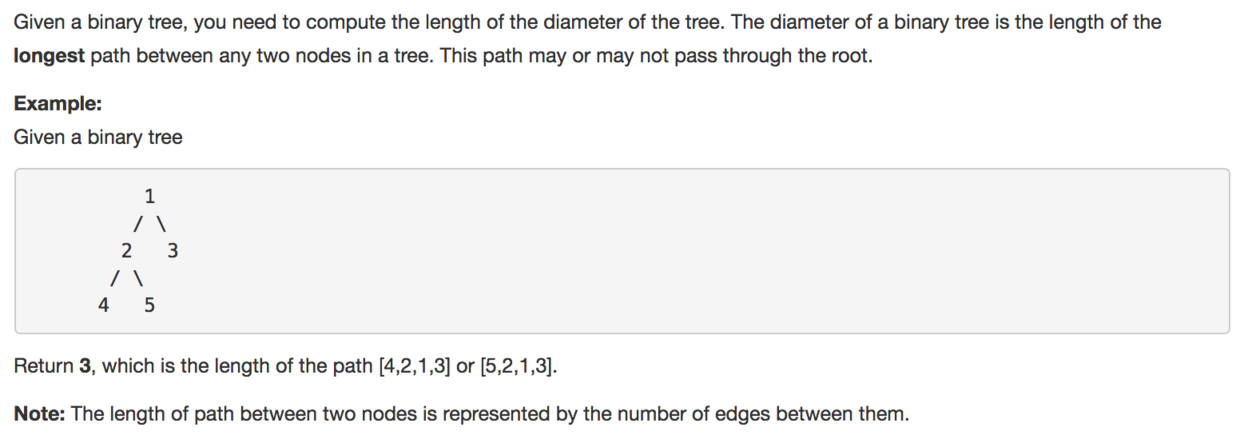 Given a binary tree, you need to compute the length of the diameter of the tree. The diameter of a binary tree is the length of the
longest path between any two nodes in a tree. This path may or may not pass through the root.
Example:
Given a binary tree
1
/ \
2 3
/ \
4 5
Return 3, which is the length of the path [4,2,1,3] or [5,2,1,3].
Note: The length of path between two nodes is represented by the number of edges between them.